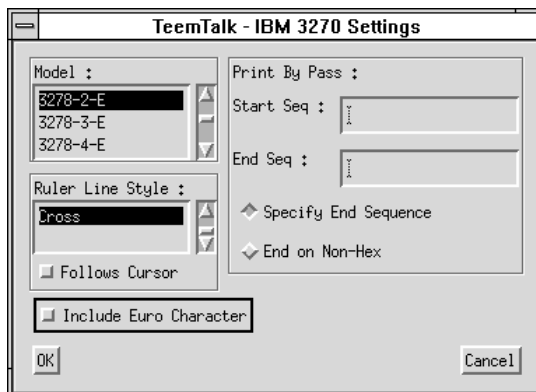 TeemTalk - IBM 3270 Settings
Model :
3278-2-E
3278-3-E
3278-4-E
Ruler Line Style :
Cross
Follows Cursor
Include Euro Character
Print By Pass :
Start Seq :
End Seq :
Specify End Sequence
End on Non-Hex
OK
Cancel